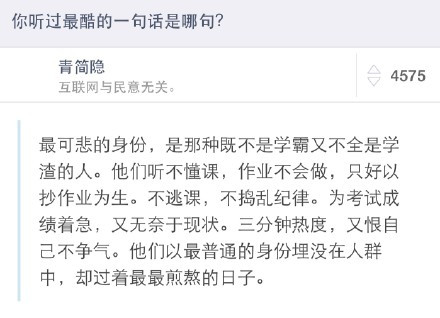 你听过最酷的一句话是哪句？
青简隐
互联网与民意无关。
4575
最可悲的身份，是那种既不是学霸又不全是学
渣的人。他们听不懂课，作业不会做，只好以
抄作业为生。不逃课，不捣乱纪律。为考试成
绩着急，又无奈于现状。三分钟热度，又恨自
己不争气。他们以最普通的身份埋没在人群
中，却过着最最煎熬的日子。